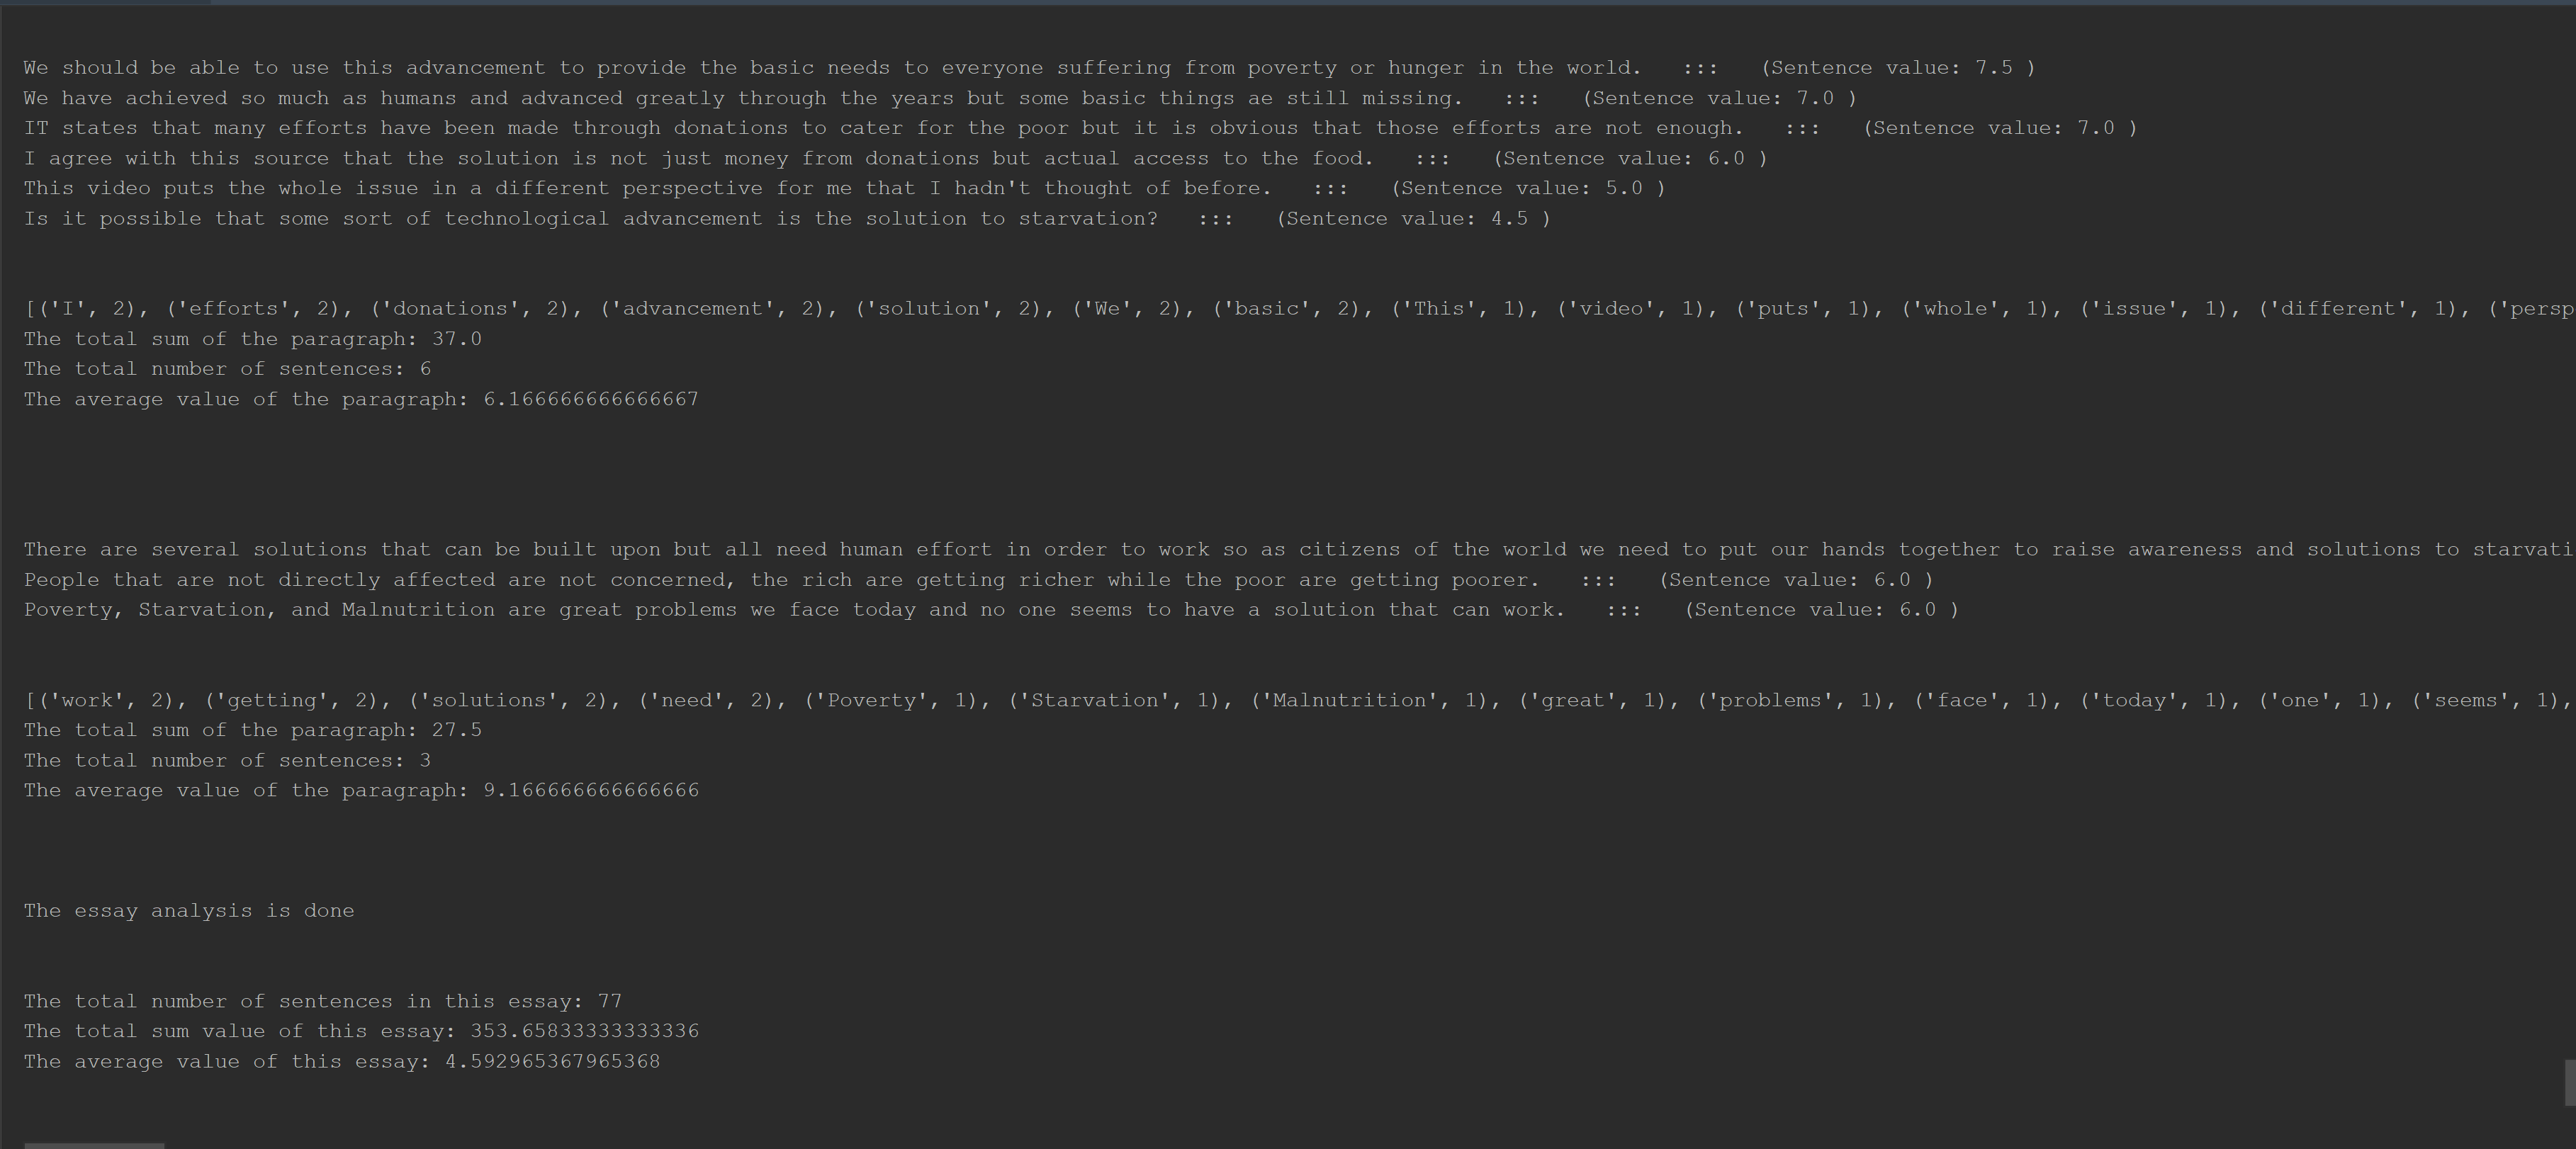 We should be able to use this advancement to provide the basic needs to everyone suffering from poverty or hunger in the world.   :::   (Sentence value: 7.5 )
We have achieved so much as humans and advanced greatly through the years but some basic things ae still missing.   :::   (Sentence value: 7.0 )
IT states that many efforts have been made through donations to cater for the poor but it is obvious that those efforts are not enough.   :::   (Sentence value: 7.0 )
I agree with this source that the solution is not just money from donations but actual access to the food.   :::   (Sentence value: 6.0 )
This video puts the whole issue in a different perspective for me that I hadn't thought of before.   :::   (Sentence value: 5.0 )
Is it possible that some sort of technological advancement is the solution to starvation?   :::   (Sentence value: 4.5 )
[('I', 2), ('efforts', 2), ('donations', 2), ('advancement', 2), ('solution', 2), ('We', 2), ('basic', 2), ('This', 1), ('video', 1), ('puts', 1), ('whole', 1), ('issue', 1), ('different', 1), ('persp
The total sum of the paragraph: 37.0
The total number of sentences: 6
The average value of the paragraph: 6.166666666666667
There are several solutions that can be built upon but all need human effort in order to work so as citizens of the world we need to put our hands together to raise awareness and solutions to starvati
People that are not directly affected are not concerned, the rich are getting richer while the poor are getting poorer.   :::   (Sentence value: 6.0 )
Poverty, Starvation, and Malnutrition are great problems we face today and no one seems to have a solution that can work.   :::   (Sentence value: 6.0 )
[('work', 2), ('getting', 2), ('solutions', 2), ('need', 2), ('Poverty', 1), ('Starvation', 1), ('Malnutrition', 1), ('great', 1), ('problems', 1), ('face', 1), ('today', 1), ('one', 1), ('seems', 1),
The total sum of the paragraph: 27.5
The total number of sentences: 3
The average value of the paragraph: 9.166666666666666
The essay analysis is done
The total number of sentences in this essay: 77
The total sum value of this essay: 353.65833333333336
The average value of this essay: 4.592965367965368